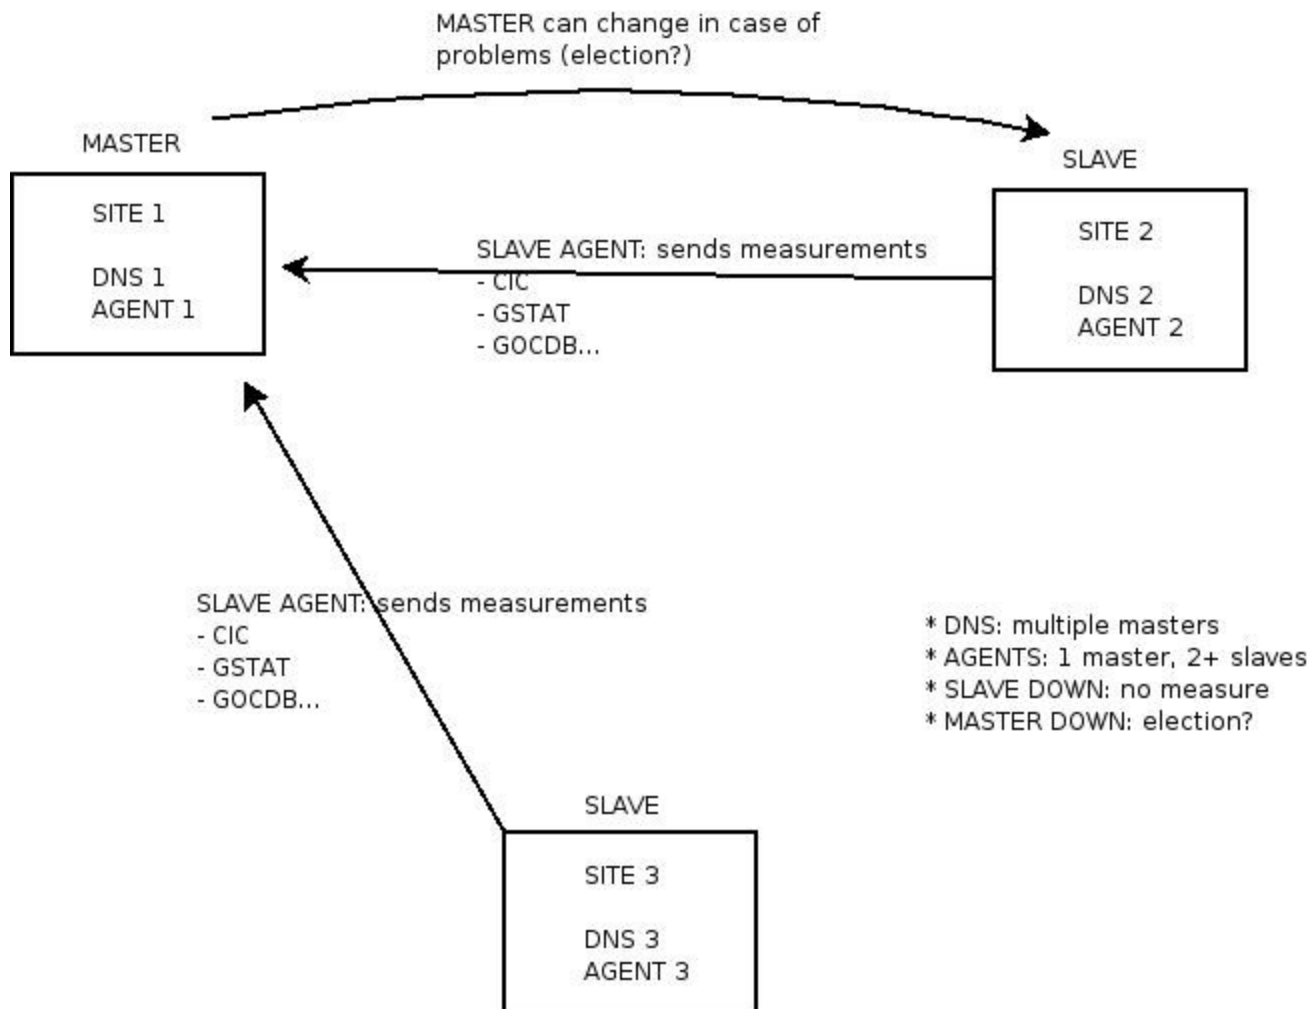 MASTER can change in case of
problems (election?)
MASTER
SITE 1
DNS 1
AGENT 1
SLAVE
SITE 2
DNS 2
AGENT 2
SLAVE AGENT: sends measurements
- CIC
- GSTAT
- GOCDB...
SLAVE AGENT: sends measurements
- CIC
- GSTAT
- GOCDB...
* DNS: multiple masters
* AGENTS: 1 master, 2+ slaves
* SLAVE DOWN: no measure
* MASTER DOWN: election?
SLAVE
SITE 3
DNS 3
AGENT 3